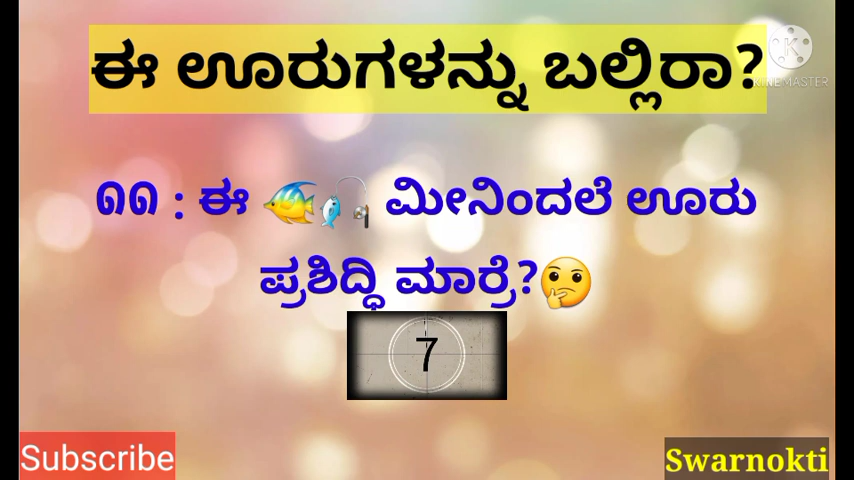 ಈ ಊರುಗಳನ್ನು ಬಲ್ಲಿರಾ?
KINEMASTER
೧೧ : ಈ 🐠🎣 ಮೀನಿಂದಲೆ ಊರು
ಪ್ರಶಿದ್ಧಿ ಮಾರ್ರೆ?🤔
7
Subscribe
Swarnokti